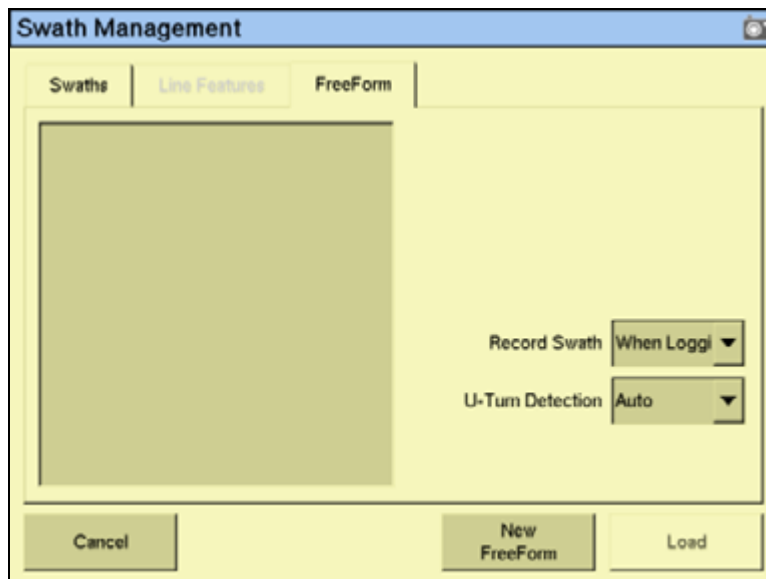 Swath Management
Swaths
Line Features
FreeForm
Record Swath
When Loggi
U-Turn Detection
Auto
Cancel
New
FreeForm
Load